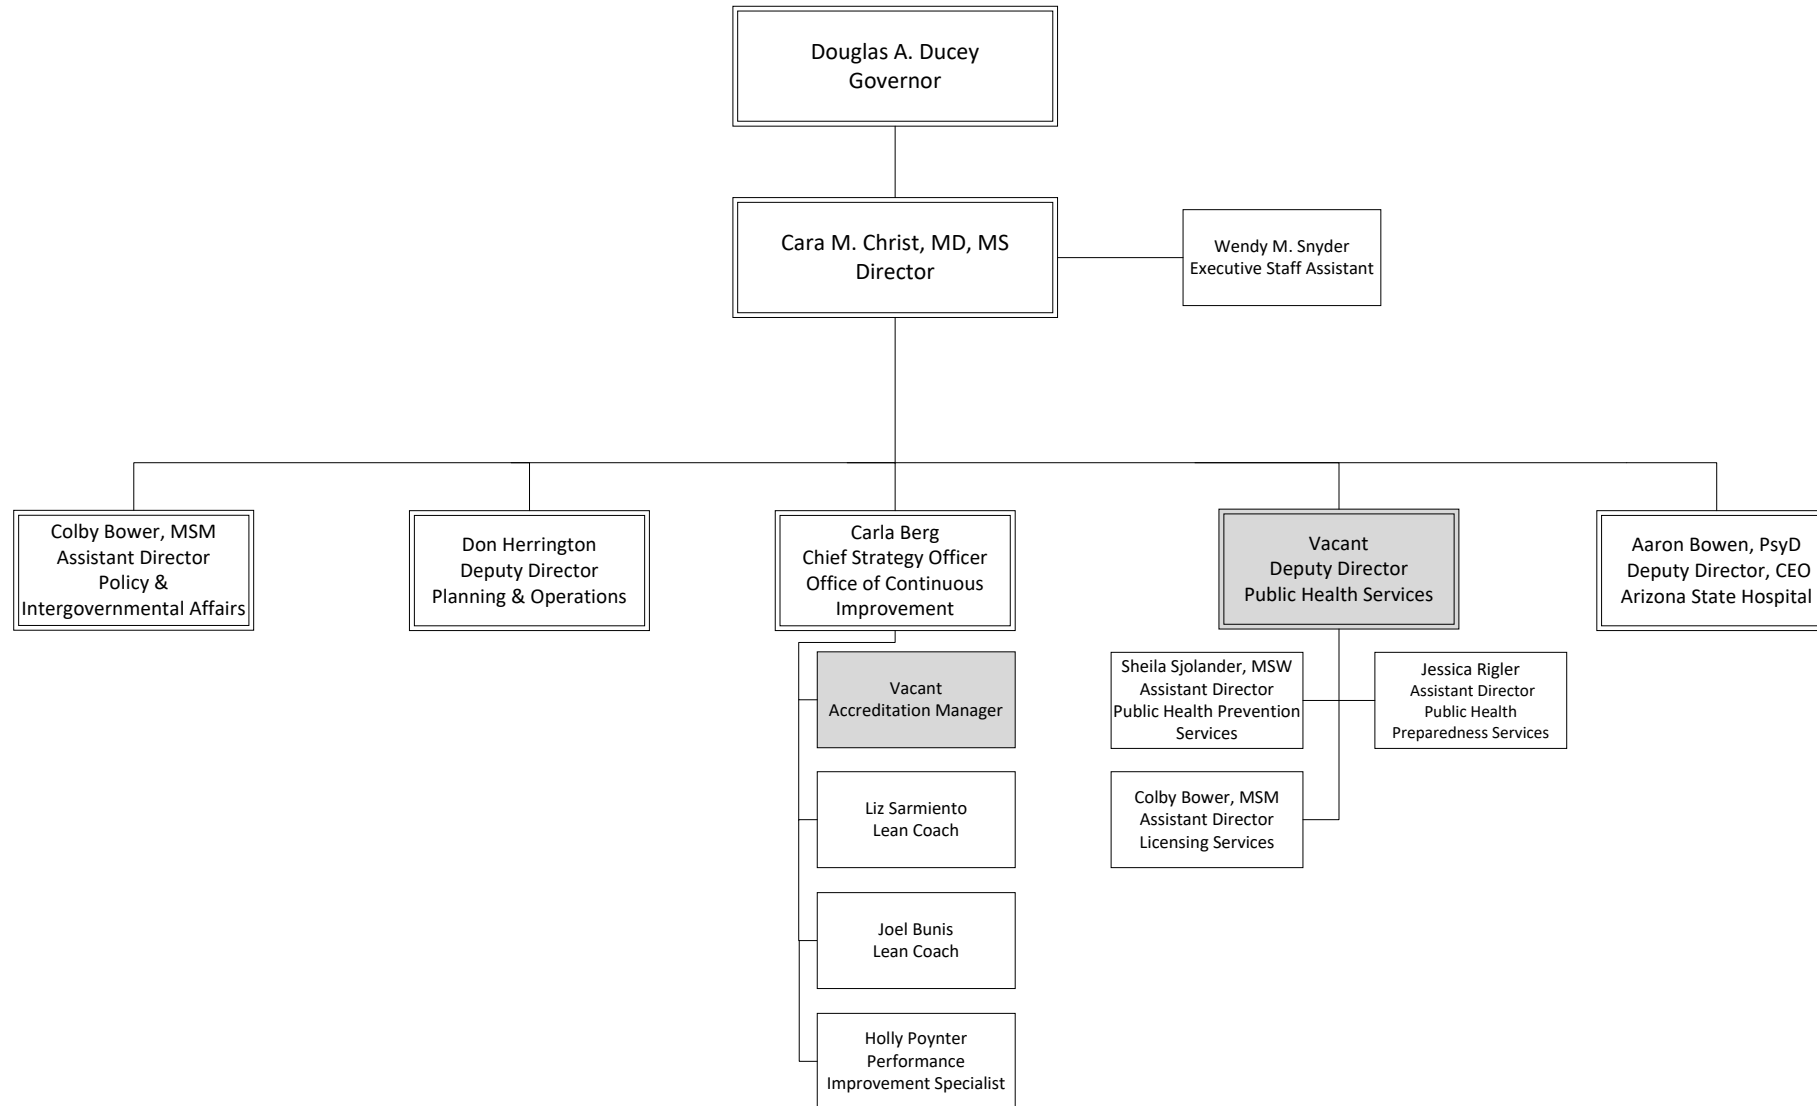 Douglas A. Ducey
Governor
Cara M. Christ, MD, MS
Director
Wendy M. Snyder
Executive Staff Assistant
Colby Bower, MSM
Assistant Director
Policy &
Intergovernmental Affairs
Don Herrington
Deputy Director
Planning & Operations
Carla Berg
Chief Strategy Officer
Office of Continuous
Improvement
Vacant
Deputy Director
Public Health Services
Aaron Bowen, PsyD
Deputy Director, CEO
Arizona State Hospital
Vacant
Accreditation Manager
Liz Sarmiento
Lean Coach
Joel Bunis
Lean Coach
Holly Poynter
Performance
Improvement Specialist
Sheila Sjolander, MSW
Assistant Director
Public Health Prevention
Services
Jessica Rigler
Assistant Director
Public Health
Preparedness Services
Colby Bower, MSM
Assistant Director
Licensing Services